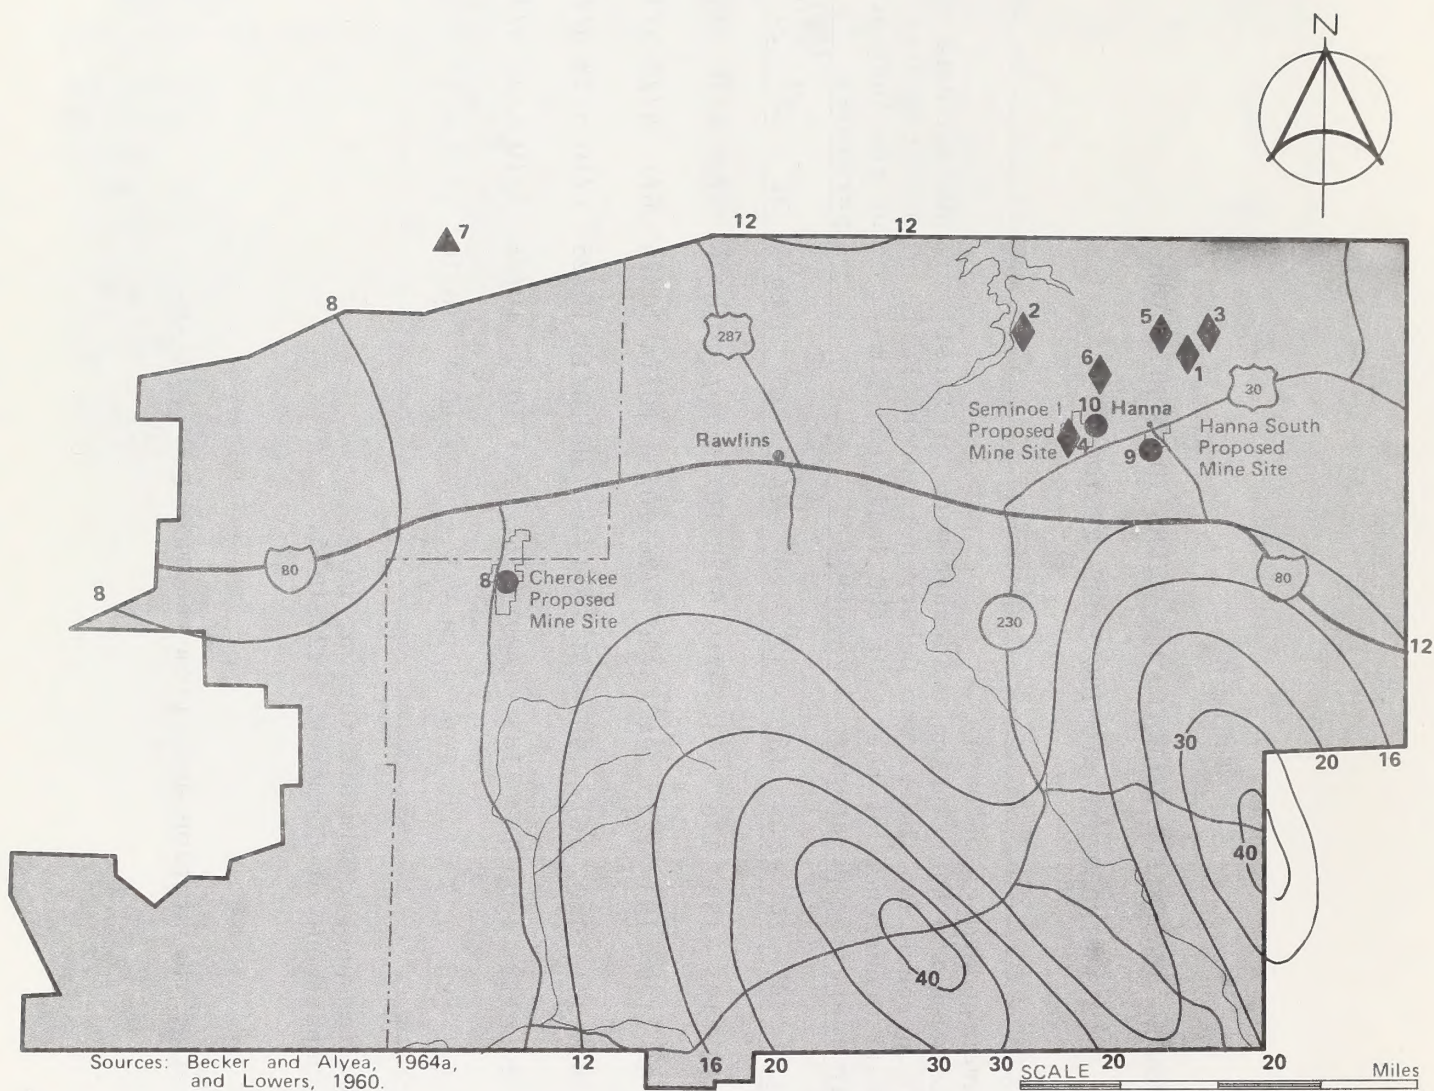 N
7
12
12
8
2
5
3
287
1
6
30
Seminoe 1
Proposed
Mine Site
10
Hanna
4
Hanna South
Proposed
Mine Site
Rawlins
9
80
8
Cherokee
Proposed
Mine Site
80
8
230
12
30
20
16
40
40
Sources: Becker and Alyea, 1964a,
and Lowers, 1960.
12
16
20
30
30
20
20
SCALE
Miles